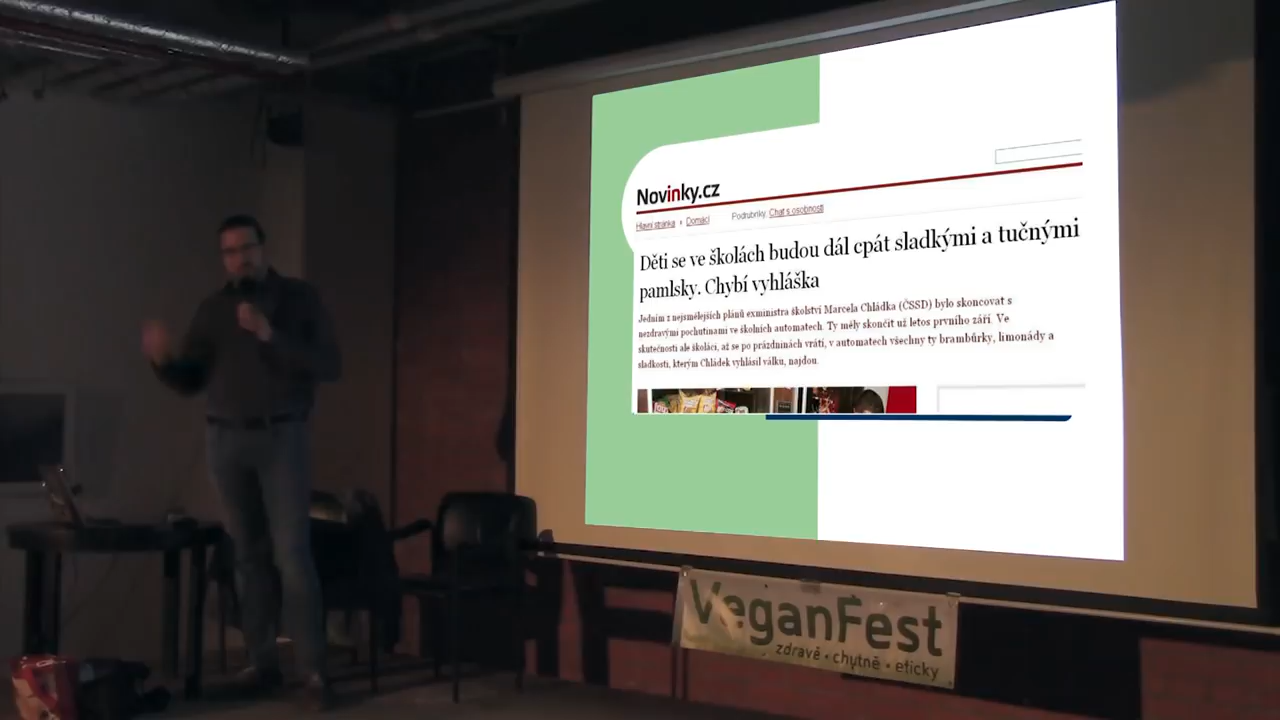 Novinky.cz
Hlavní stránka › Domácí Podrubriky: Chat s osobností
Děti se ve školách budou dál cpát sladkými a tučnými
pamlsky. Chybí vyhláška
Jedním z nejsmělejších plánů exministra školství Marcela Chládka (ČSSD) bylo skoncovat s
nezdravými pochutinami ve školních automatech. Ty měly skončit už letos prvního září. Ve
skutečnosti ale školáci, až se po prázdninách vrátí, v automatech všechny ty brambůrky, limonády a
sladkosti, kterým Chládek vyhlásil válku, najdou.
VeganFest
zdravě • chutně • eticky